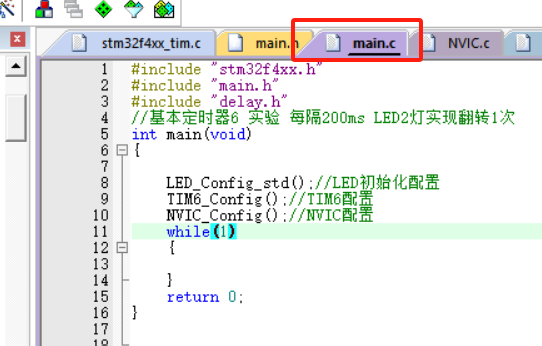 stm32f4xx_tim.c main.h main.c NVIC.c
1 #include "stm32f4xx.h"
2 #include "main.h"
3 #include "delay.h"
4 //基本定时器6 实验 每隔200ms LED2灯实现翻转1次
5 int main(void)
6 {
7
8 LED_Config_std();//LED初始化配置
9 TIM6_Config();//TIM6配置
10 NVIC_Config();//NVIC配置
11 while(1)
12 {
13
14 }
15 return 0;
16 }
17
18